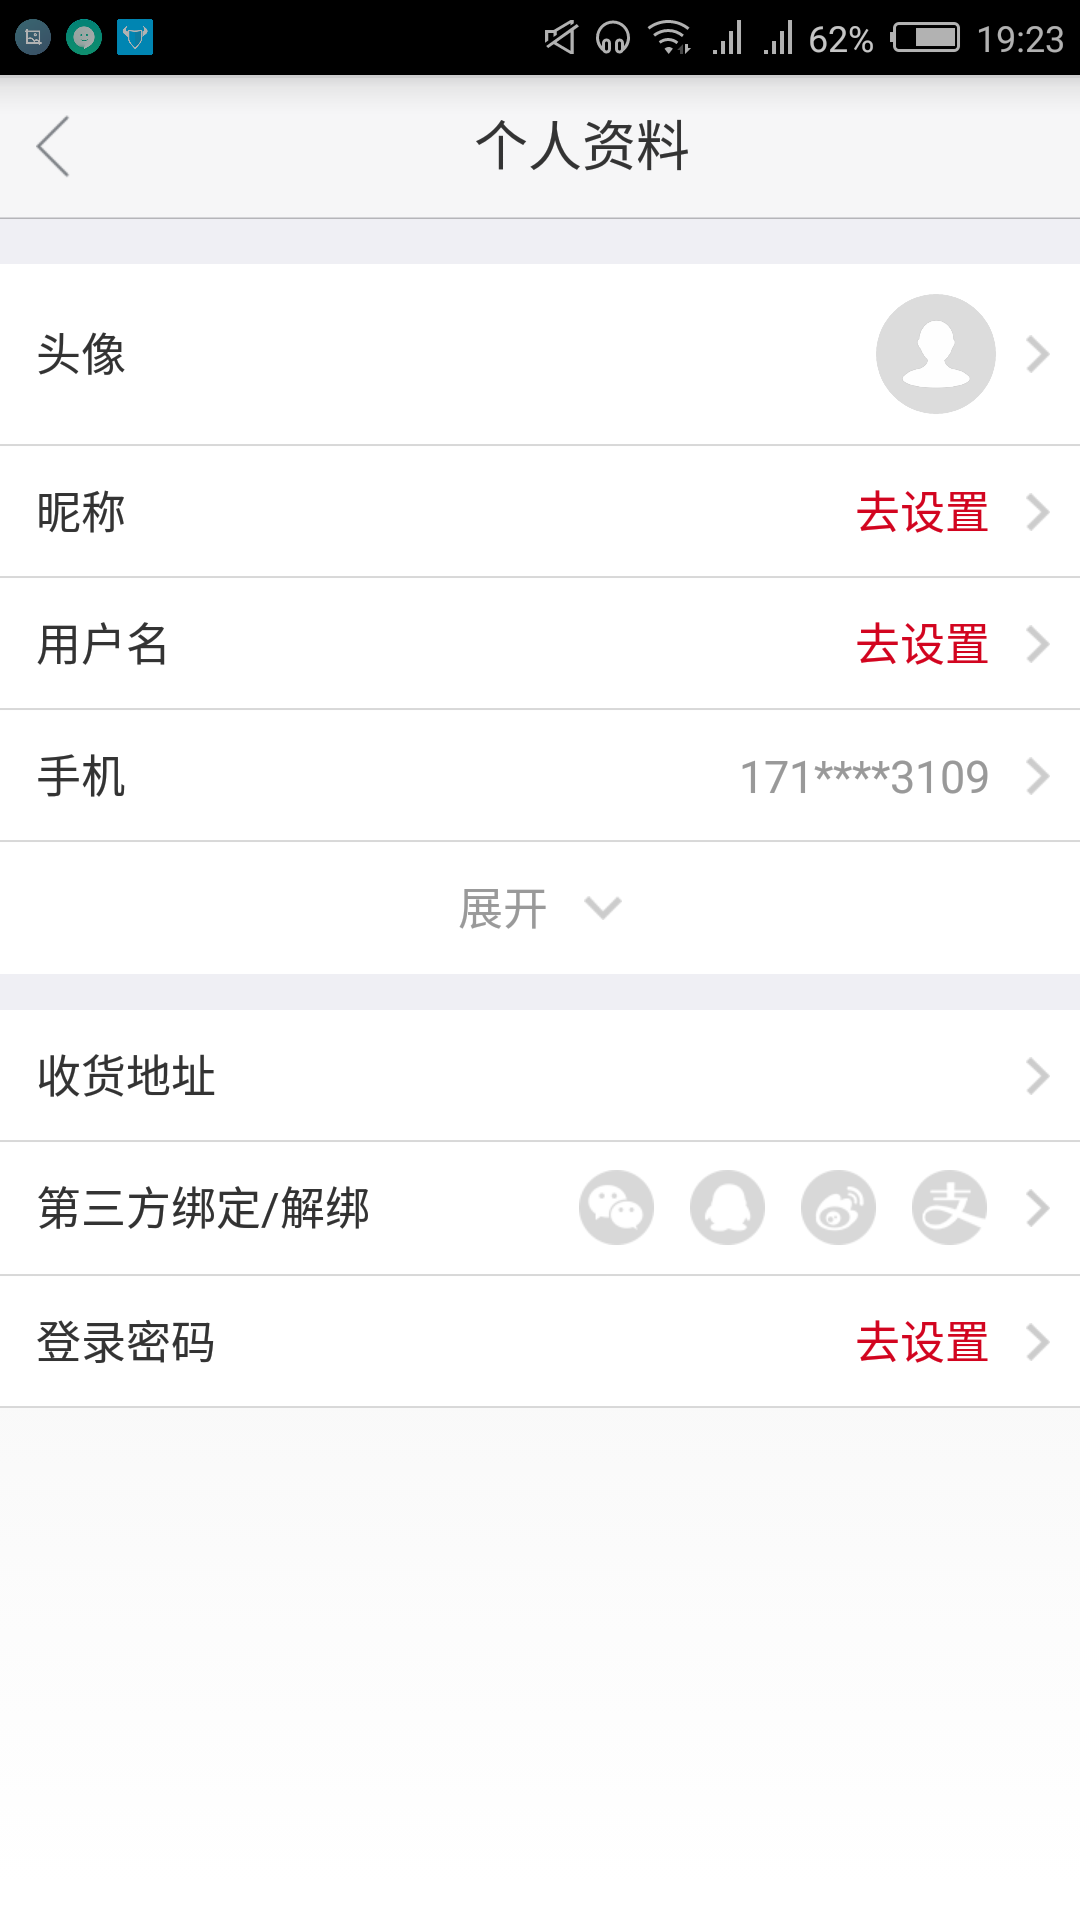 62% 19:23
个人资料
头像
昵称 去设置
用户名 去设置
手机 171****3109
展开
收货地址
第三方绑定/解绑 支
登录密码 去设置